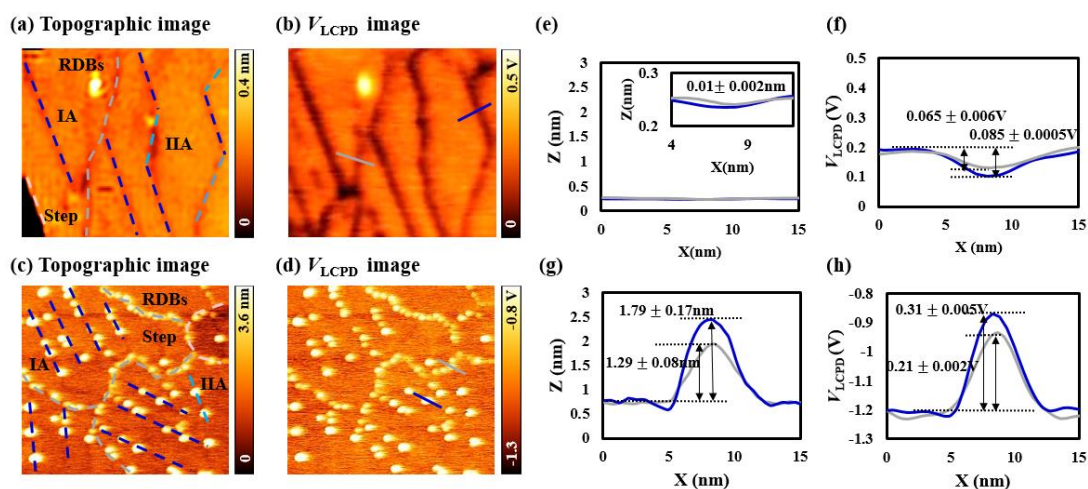 (a) Topographic image
RDBs
IA
IIA
Step
0.4 nm
0
(b) VLCPD image
0.5 V
0
(e)
3
2.5
2
1.5
1
0.5
0
Z (nm)
0 5 10 15
X(nm)
0.3
0.2
Z(nm)
0.01± 0.002nm
4 9
X(nm)
(f)
0.5
0.4
0.3
0.2
0.1
0
VLCPD (V)
0.065 ± 0.006V
0.085 ± 0.0005V
0 5 10 15
X (nm)
(c) Topographic image
RDBs
Step
IA
IIA
3.6 nm
0
(d) VLCPD image
-0.8 V
-1.3
(g)
3
2.5
2
1.5
1
0.5
0
Z (nm)
1.79 ± 0.17nm
1.29 ± 0.08nm
0 5 10 15
X (nm)
(h)
-0.8
-0.9
-1
-1.1
-1.2
-1.3
VLCPD (V)
0.31 ± 0.005V
0.21 ± 0.002V
0 5 10 15
X (nm)